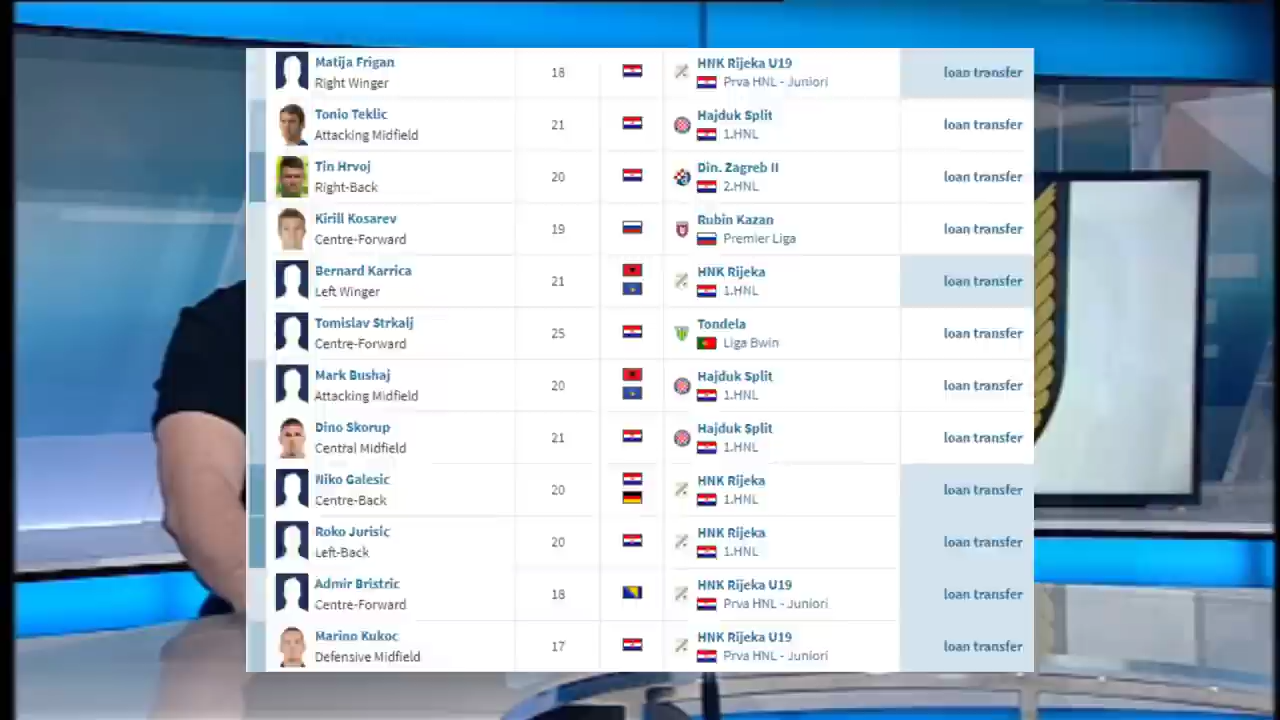 Matija Frigan
Right Winger
18
HNK Rijeka U19
Prva HNL - Juniori
loan transfer
Tonio Teklic
Attacking Midfield
21
Hajduk Split
1.HNL
loan transfer
Tin Hrvoj
Right-Back
20
Din. Zagreb II
2.HNL
loan transfer
Kirill Kosarev
Centre-Forward
19
Rubin Kazan
Premier Liga
loan transfer
Bernard Karrica
Left Winger
21
HNK Rijeka
1.HNL
loan transfer
Tomislav Strkalj
Centre-Forward
25
Tondela
Liga Bwin
loan transfer
Mark Bushaj
Attacking Midfield
20
Hajduk Split
1.HNL
loan transfer
Dino Skorup
Central Midfield
21
Hajduk Split
1.HNL
loan transfer
Niko Galesic
Centre-Back
20
HNK Rijeka
1.HNL
loan transfer
Roko Jurisic
Left-Back
20
HNK Rijeka
1.HNL
loan transfer
Admir Bristric
Centre-Forward
18
HNK Rijeka U19
Prva HNL - Juniori
loan transfer
Marino Kukoc
Defensive Midfield
17
HNK Rijeka U19
Prva HNL - Juniori
loan transfer